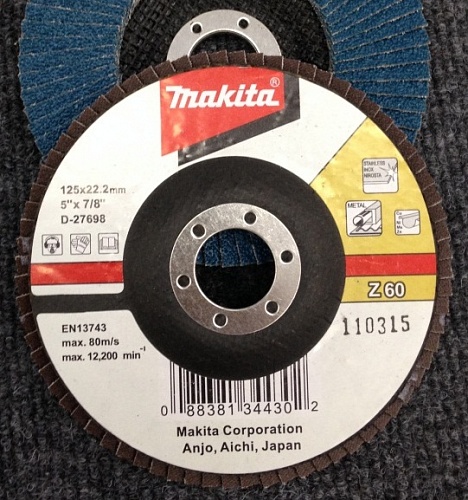 Makita®
125x22.2mm
5" x 7/8"
D-27698
STAINLESS
INOX
NIROSTA
METAL
Z 60
110315
EN13743
max. 80m/s
max. 12,200 min⁻¹
0 88381 34430 2
Makita Corporation
Anjo, Aichi, Japan